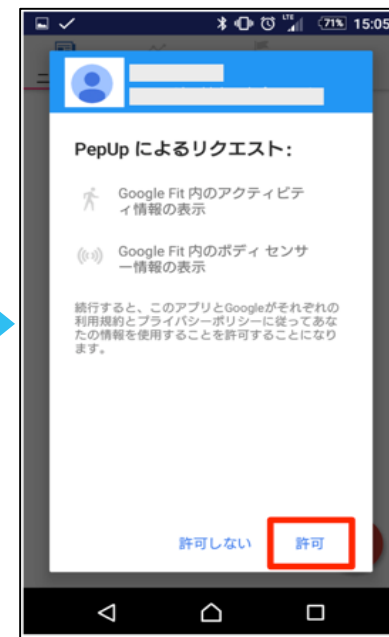 LTE 71% 15:05
PepUp によるリクエスト:
Google Fit 内のアクティビテ
ィ情報の表示
Google Fit 内のボディ センサ
ー情報の表示
続行すると、このアプリとGoogleがそれぞれの
利用規約とプライバシーポリシーに従ってあな
たの情報を使用することを許可することになり
ます。
許可しない 許可